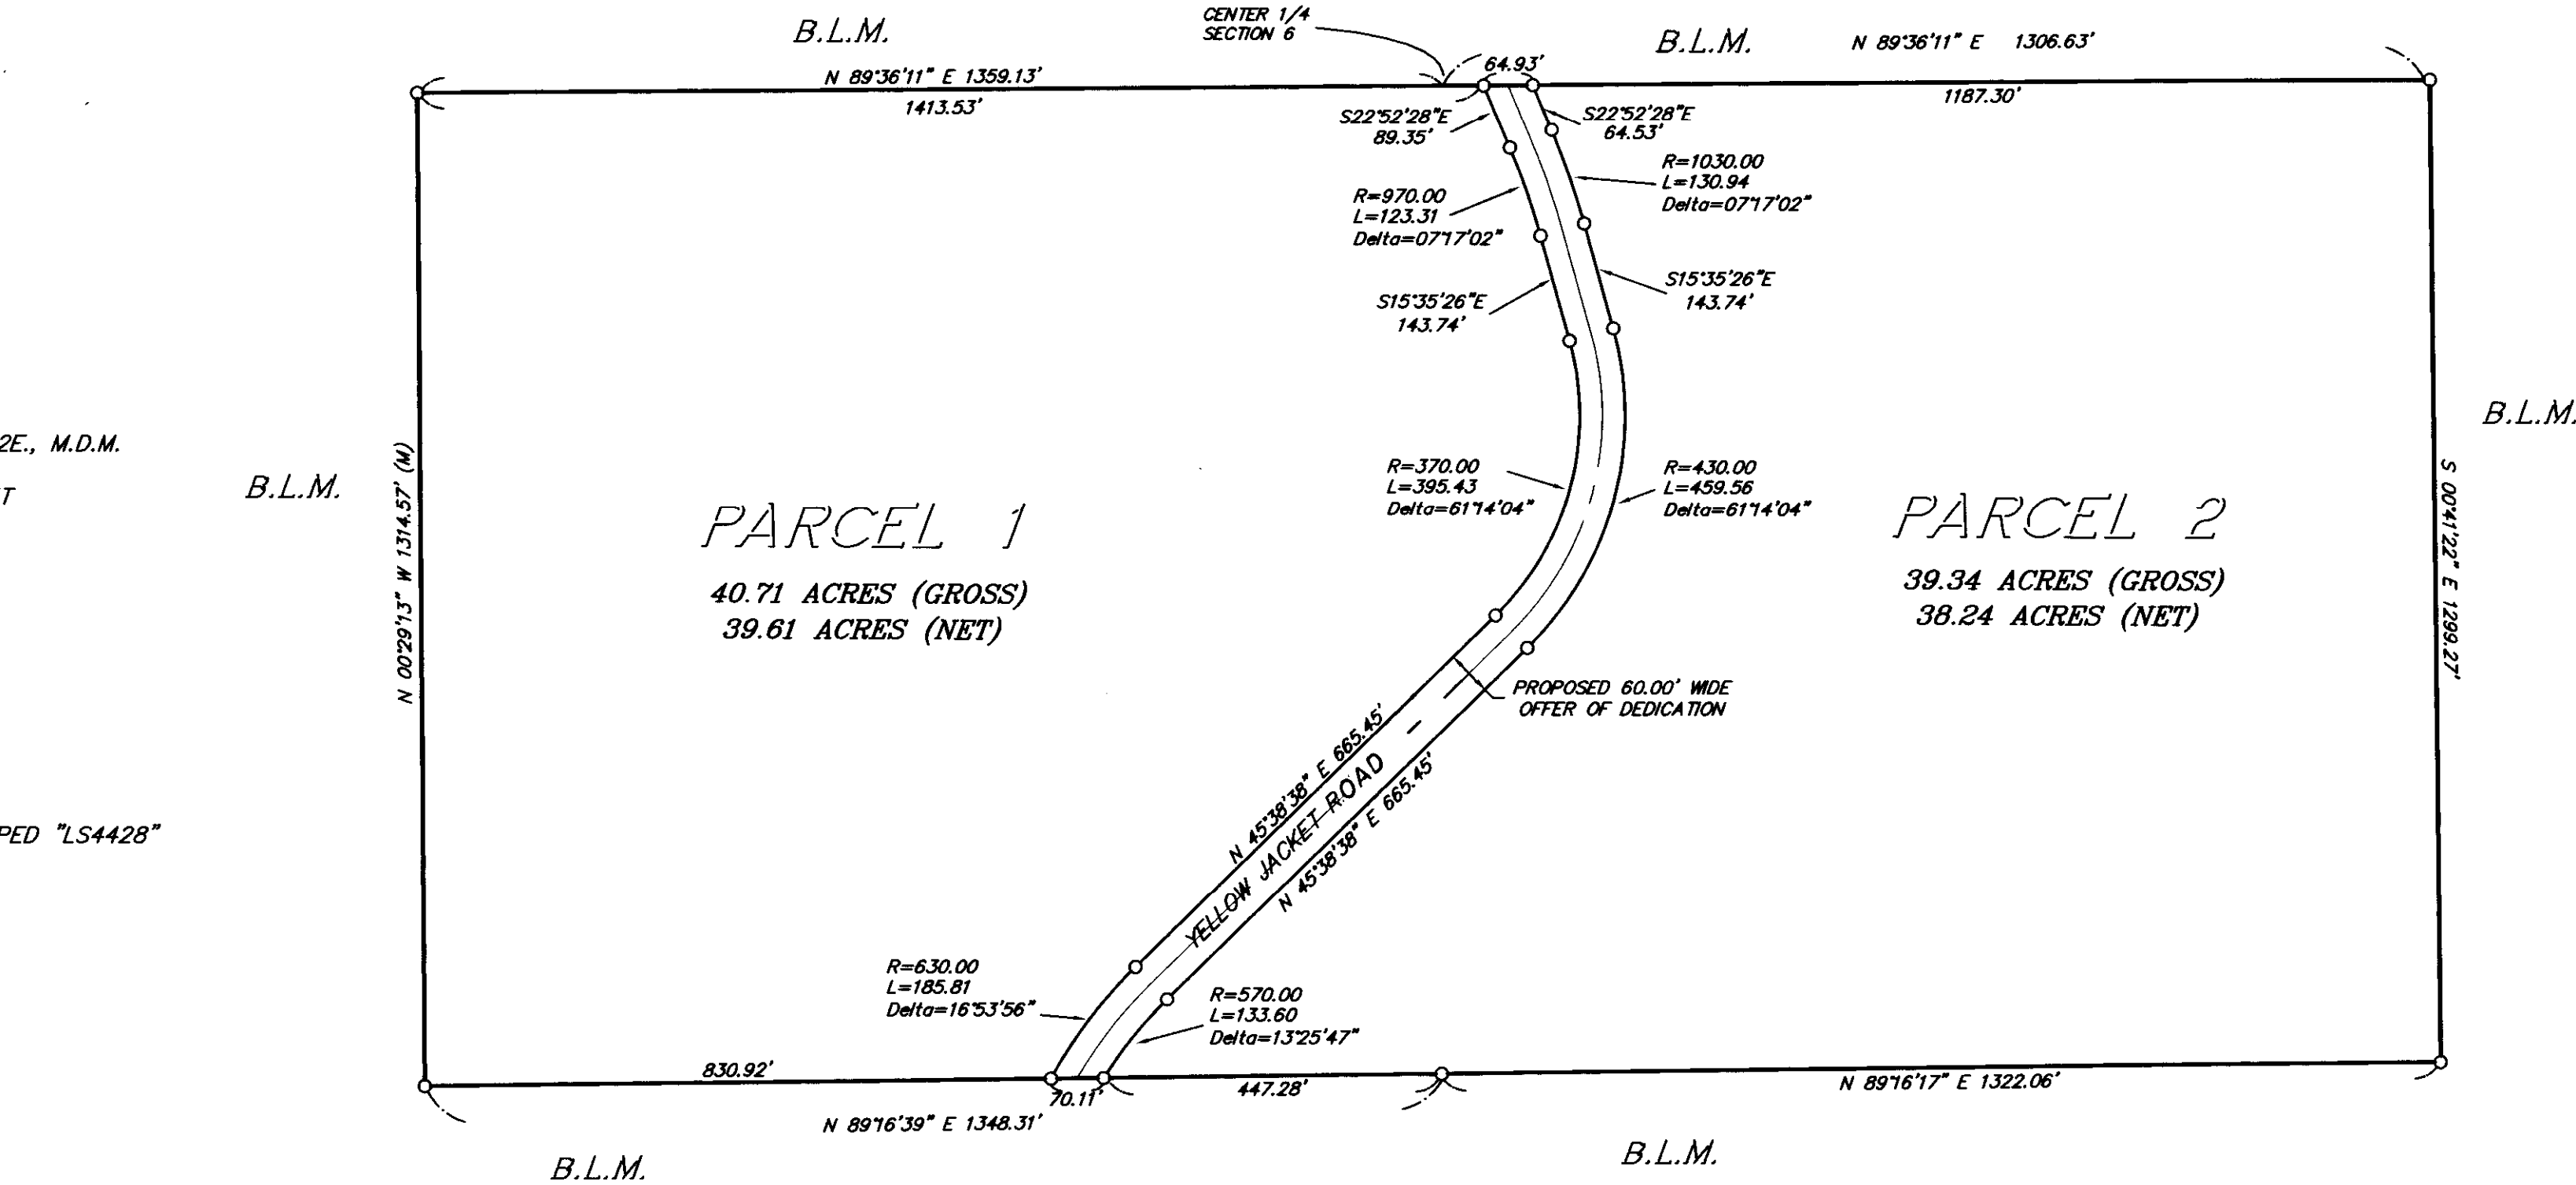 B.L.M.
CENTER 1/4
SECTION 6
B.L.M.
N 89°36'11" E 1306.63'
N 89°36'11" E 1359.13'
64.93'
1413.53'
1187.30'
S22°52'28"E
89.35'
S22°52'28"E
64.53'
R=1030.00
L=130.94
Delta=07°17'02"
R=970.00
L=123.31
Delta=07°17'02"
S15°35'26"E
143.74'
S15°35'26"E
143.74'
2E., M.D.M.
T
B.L.M.
N 00°29'13" W 1314.57' (M)
PARCEL 1
40.71 ACRES (GROSS)
39.61 ACRES (NET)
R=370.00
L=395.43
Delta=61°14'04"
R=430.00
L=459.56
Delta=61°14'04"
PARCEL 2
39.34 ACRES (GROSS)
38.24 ACRES (NET)
B.L.M.
S 00°41'22" E 1299.27'
PROPOSED 60.00' WIDE
OFFER OF DEDICATION
N 45°38'38" E 665.45'
YELLOW JACKET ROAD
N 45°38'38" E 665.45'
PED "LS4428"
R=630.00
L=185.81
Delta=16°53'56"
R=570.00
L=133.60
Delta=13°25'47"
830.92'
70.11'
447.28'
N 89°16'17" E 1322.06'
N 89°16'39" E 1348.31'
B.L.M.
B.L.M.